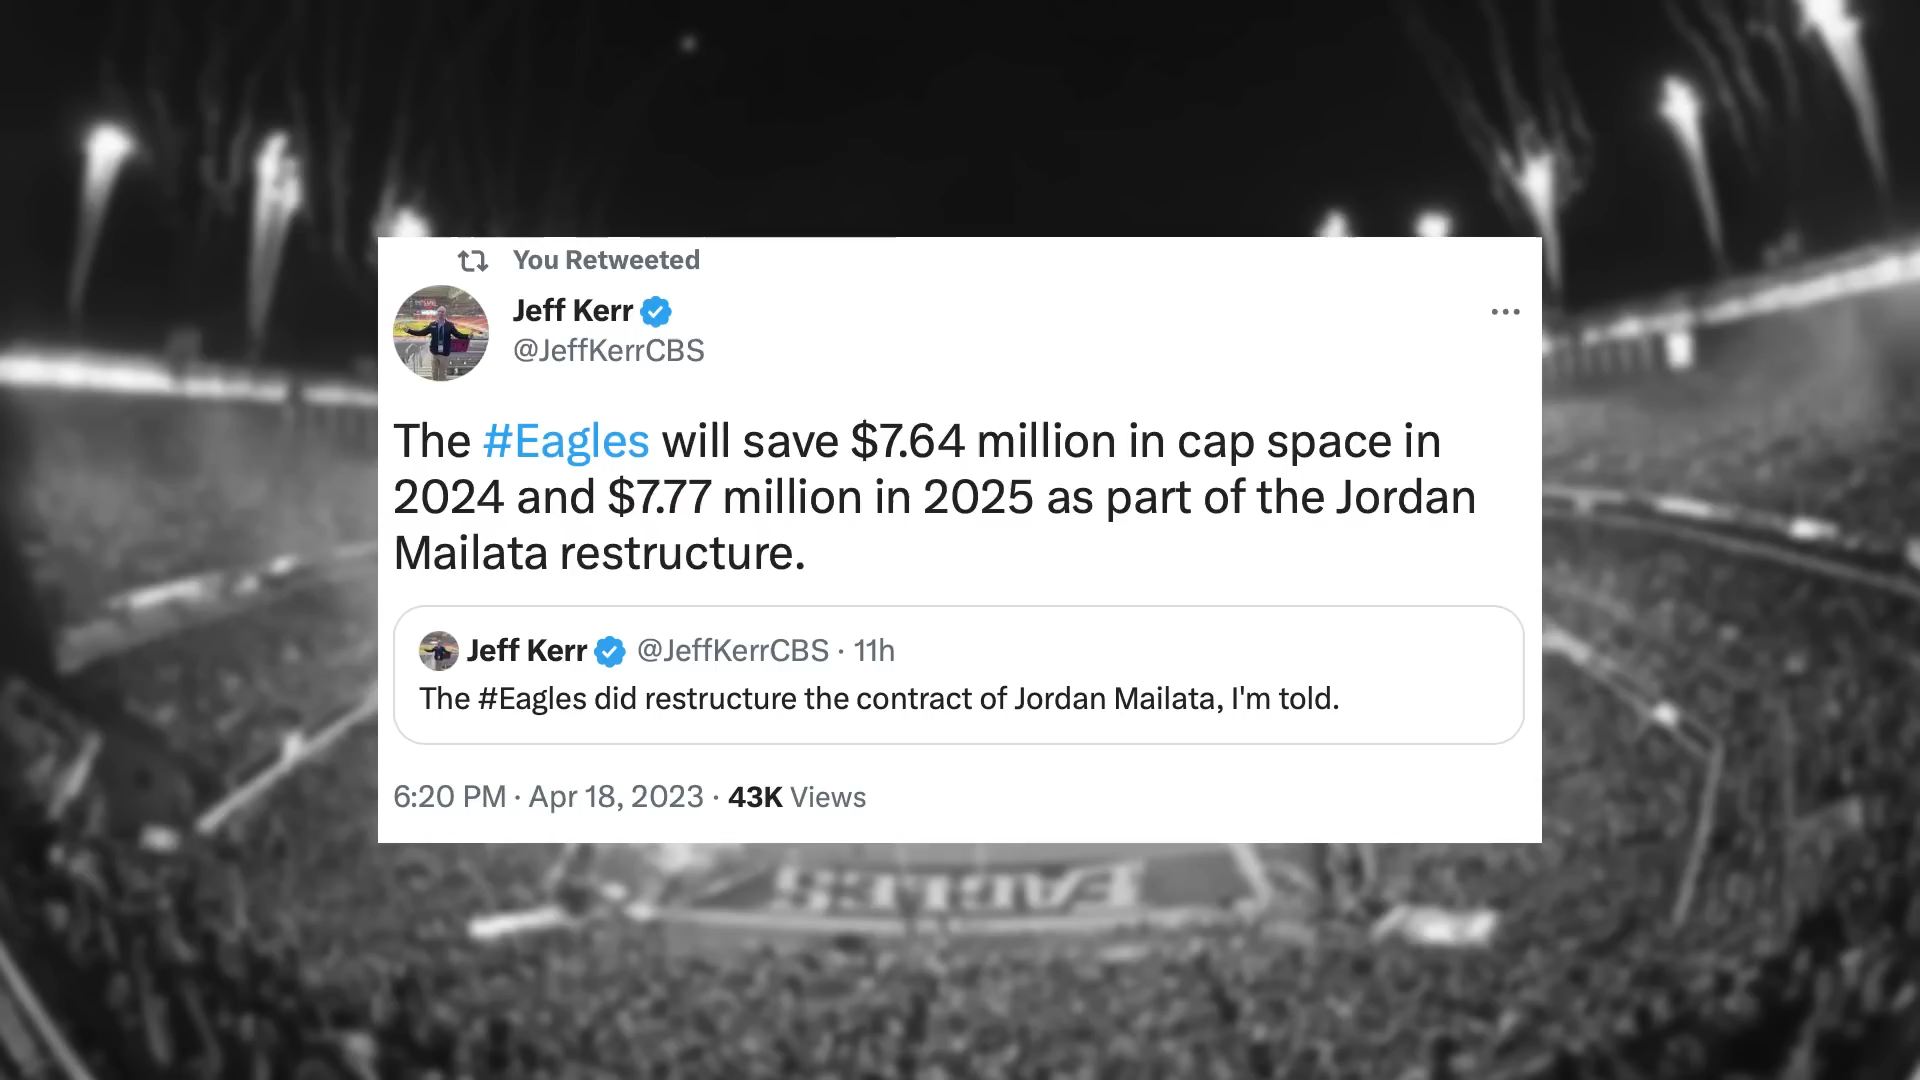 You Retweeted
Jeff Kerr
@JeffKerrCBS
The #Eagles will save $7.64 million in cap space in
2024 and $7.77 million in 2025 as part of the Jordan
Mailata restructure.
Jeff Kerr @JeffKerrCBS · 11h
The #Eagles did restructure the contract of Jordan Mailata, I'm told.
6:20 PM · Apr 18, 2023 · 43K Views
EAGLES